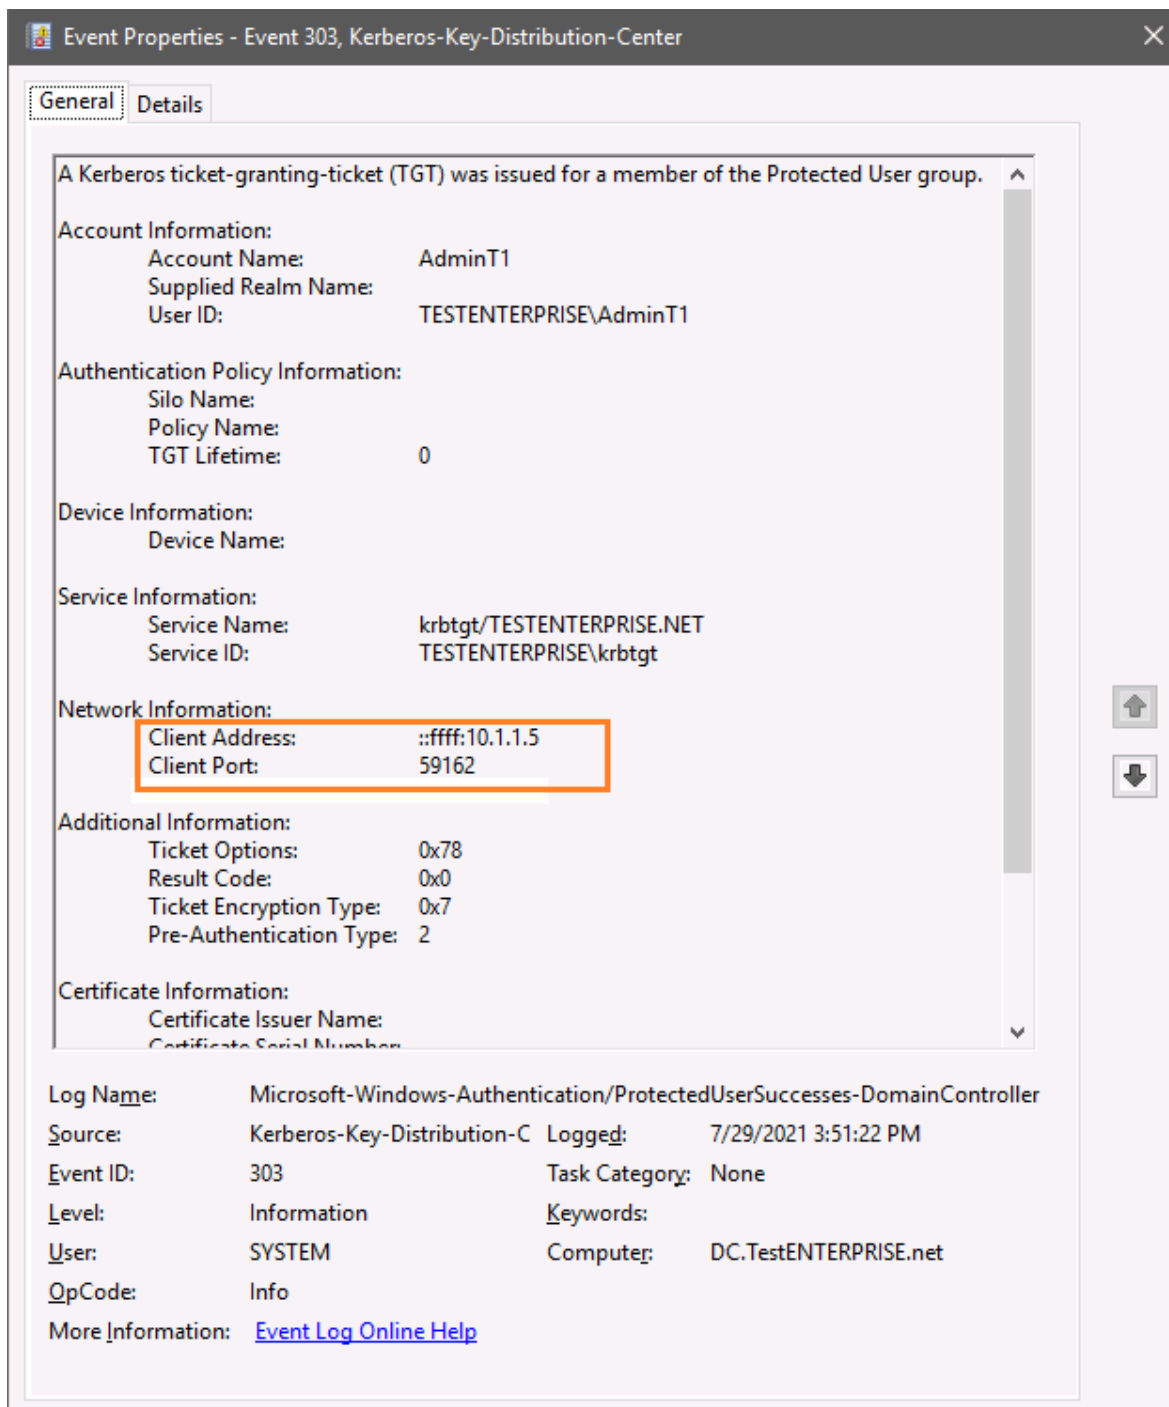 Event Properties - Event 303, Kerberos-Key-Distribution-Center
General Details
A Kerberos ticket-granting-ticket (TGT) was issued for a member of the Protected User group.
Account Information:
Account Name: AdminT1
Supplied Realm Name:
User ID: TESTENTERPRISE\AdminT1
Authentication Policy Information:
Silo Name:
Policy Name:
TGT Lifetime: 0
Device Information:
Device Name:
Service Information:
Service Name: krbtgt/TESTENTERPRISE.NET
Service ID: TESTENTERPRISE\krbtgt
Network Information:
Client Address: ::ffff:10.1.1.5
Client Port: 59162
Additional Information:
Ticket Options: 0x78
Result Code: 0x0
Ticket Encryption Type: 0x7
Pre-Authentication Type: 2
Certificate Information:
Certificate Issuer Name:
Certificate Serial Number:
Log Name: Microsoft-Windows-Authentication/ProtectedUserSuccesses-DomainController
Source: Kerberos-Key-Distribution-C Logged: 7/29/2021 3:51:22 PM
Event ID: 303 Task Category: None
Level: Information Keywords:
User: SYSTEM Computer: DC.TestENTERPRISE.net
OpCode: Info
More Information: Event Log Online Help